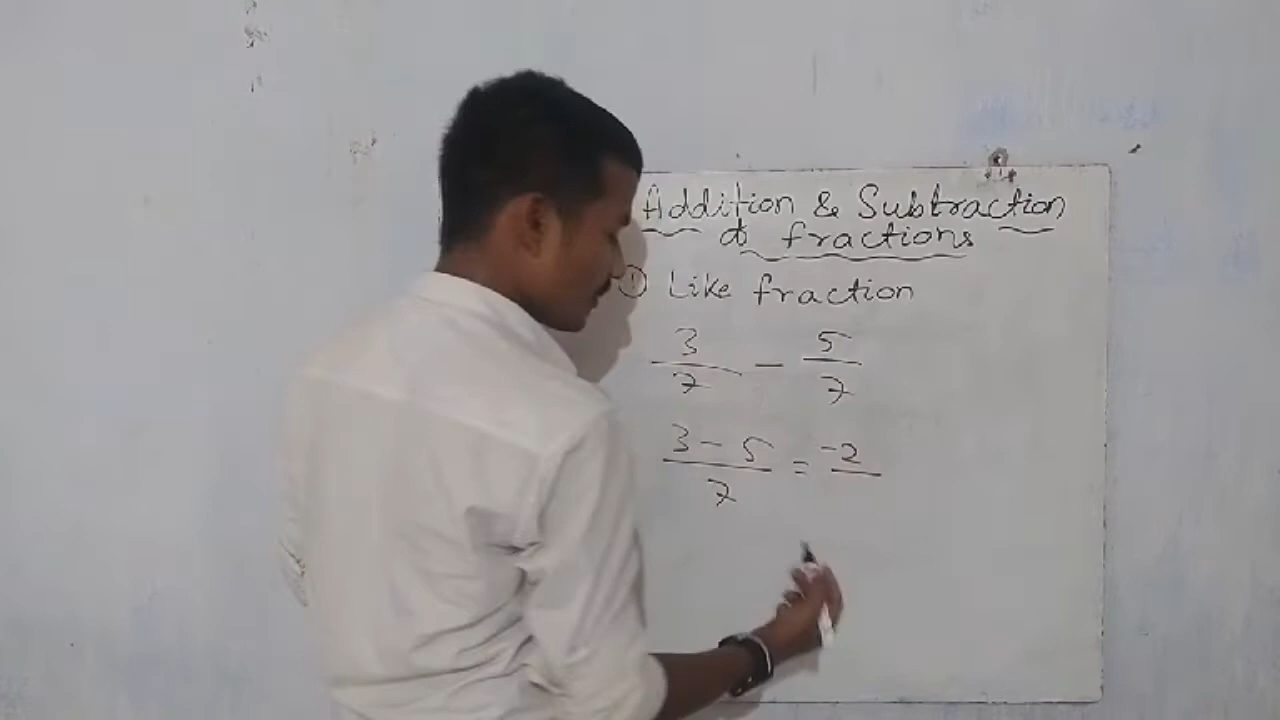 Addition & Subtraction
of fractions
① Like fraction
3/7 - 5/7
3 - 5/7 = -2/